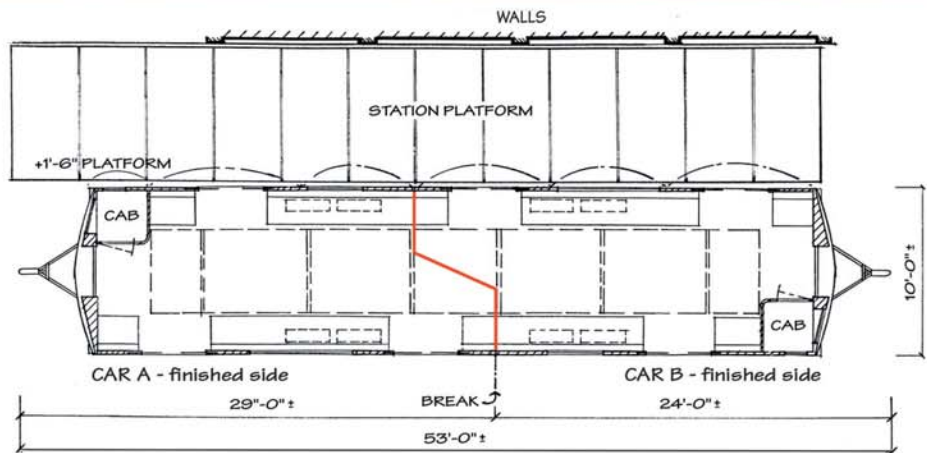 WALLS
STATION PLATFORM
+1'-6" PLATFORM
CAB
CAB
10'-0"±
CAR A - finished side
CAR B - finished side
29"-0"±
BREAK
24'-0"±
53'-0"±